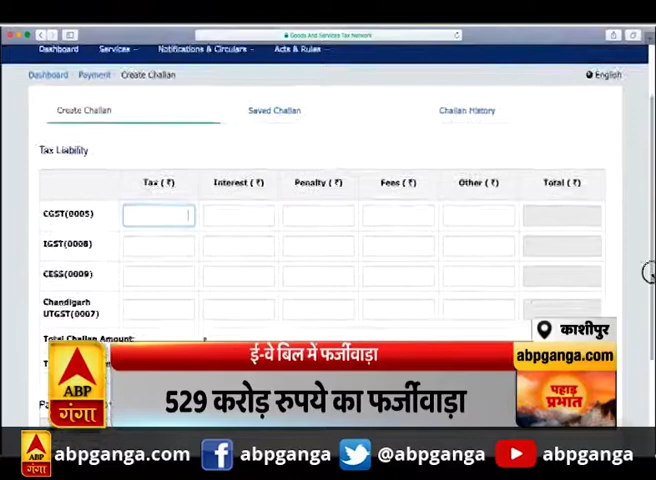 Goods And Services Tax Network
Dashboard Services Notifications & Circulars Acts & Rules
Dashboard Payment Create Challan English
Create Challan Saved Challan Challan History
Tax Liability
Tax (₹) Interest (₹) Penalty (₹) Fees (₹) Other (₹) Total (₹)
CGST(0005)
IGST(0008)
CESS(0009)
Chandigarh
UTGST(0007)
Total Challan Amount:
काशीपुर
ई-वे बिल में फर्जीवाड़ा
abpganga.com
ABP
गंगा
529 करोड़ रुपये का फर्जीवाड़ा
पहाड़
प्रभात
ABP
गंगा
abpganga.com abpganga @abpganga abpganga